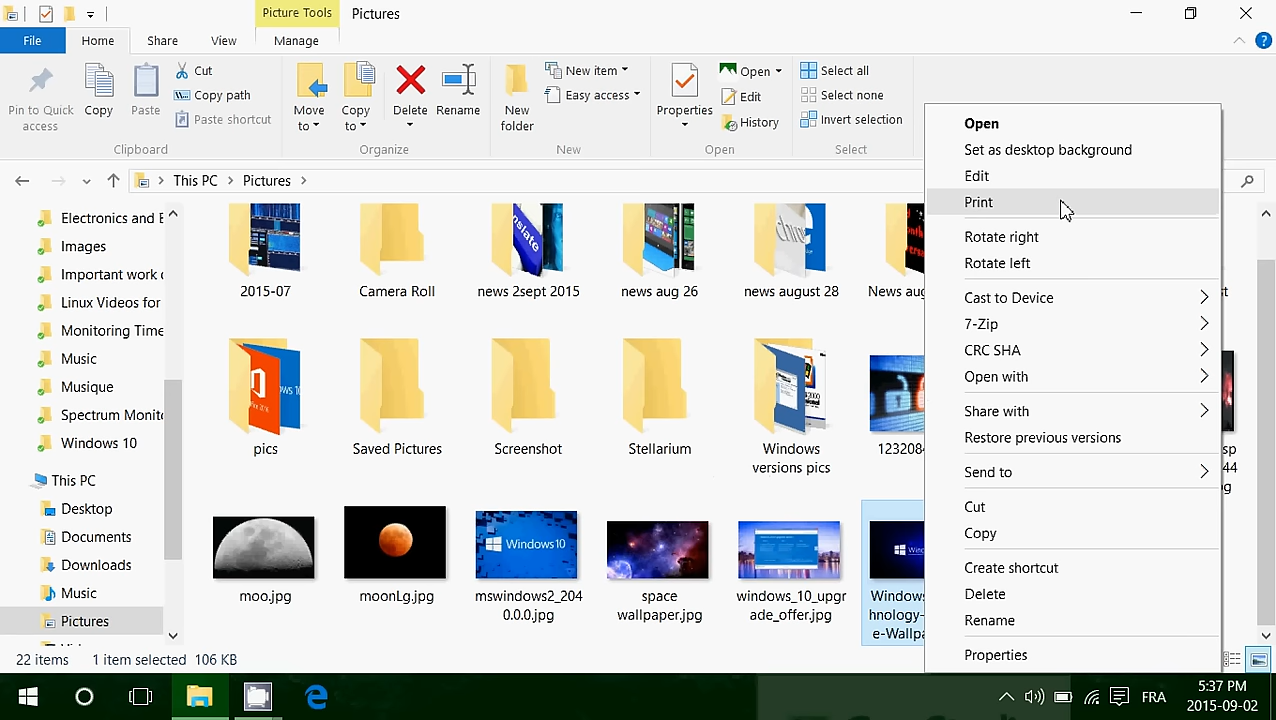 Picture Tools
Pictures
File
Home
Share
View
Manage
Pin to Quick
access
Copy
Paste
Cut
Copy path
Paste shortcut
Clipboard
Move
to
Copy
to
Delete
Rename
Organize
New
folder
New item
Easy access
New
Properties
Open
Edit
History
Open
Select all
Select none
Invert selection
Select
This PC
Pictures
Electronics and E
Images
Important work
Linux Videos for
Monitoring Time
Music
Musique
Spectrum Monit
Windows 10
This PC
Desktop
Documents
Downloads
Music
Pictures
2015-07
Camera Roll
news 2sept 2015
news aug 26
news august 28
News aug
pics
Saved Pictures
Screenshot
Stellarium
Windows
versions pics
123208
moo.jpg
moonLg.jpg
Windows10
mswindows2_204
0.0.0.jpg
space
wallpaper.jpg
windows_10_upgr
ade_offer.jpg
Windows
hnology-
e-Wallpa
Open
Set as desktop background
Edit
Print
Rotate right
Rotate left
Cast to Device
7-Zip
CRC SHA
Open with
Share with
Restore previous versions
Send to
Cut
Copy
Create shortcut
Delete
Rename
Properties
22 items
1 item selected 106 KB
FRA
5:37 PM
2015-09-02